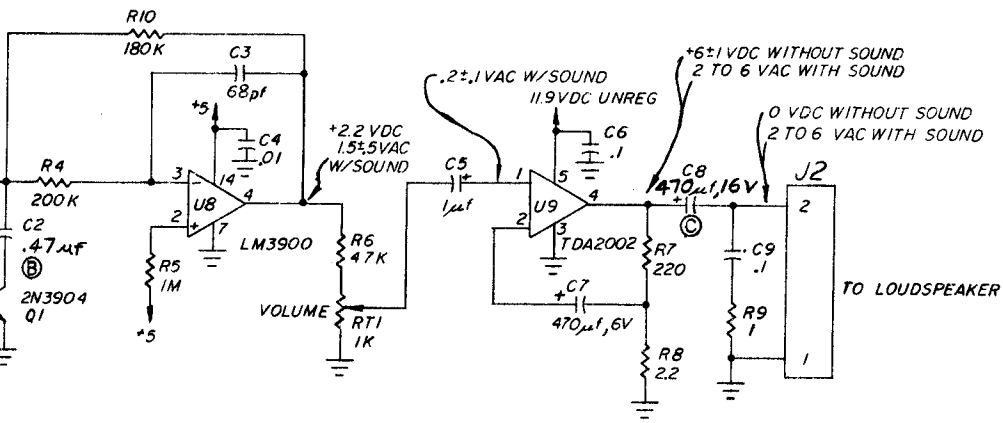 R10
180K
C3
68pf
+5
C4
.01
+2.2 VDC
1.5±.5VAC
W/SOUND
.2±.1VAC W/SOUND
11.9VDC UNREG
+6±1 VDC WITHOUT SOUND
2 TO 6 VAC WITH SOUND
0 VDC WITHOUT SOUND
2 TO 6 VAC WITH SOUND
R4
200K
3
-
14
U8
4
2
+
7
LM3900
C2
.47µf
B
2N3904
Q1
R5
1M
+5
R6
47K
VOLUME
RT1
1K
C5
+
1µf
C6
.1
1
5
U9
4
2
3
TDA2002
C8
470µf,16V
+
C
J2
2
R7
220
C9
.1
+
C7
470µf,6V
R8
2.2
R9
1
1
TO LOUDSPEAKER